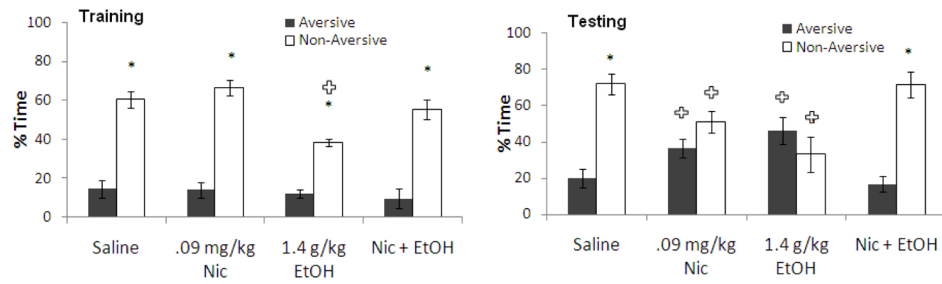 Training
Aversive
Non-Aversive
%Time
100
80
60
40
20
0
* * * *
Saline .09 mg/kg Nic 1.4 g/kg EtOH Nic + EtOH
Testing
Aversive
Non-Aversive
%Time
100
80
60
40
20
0
* *
Saline .09 mg/kg Nic 1.4 g/kg EtOH Nic + EtOH